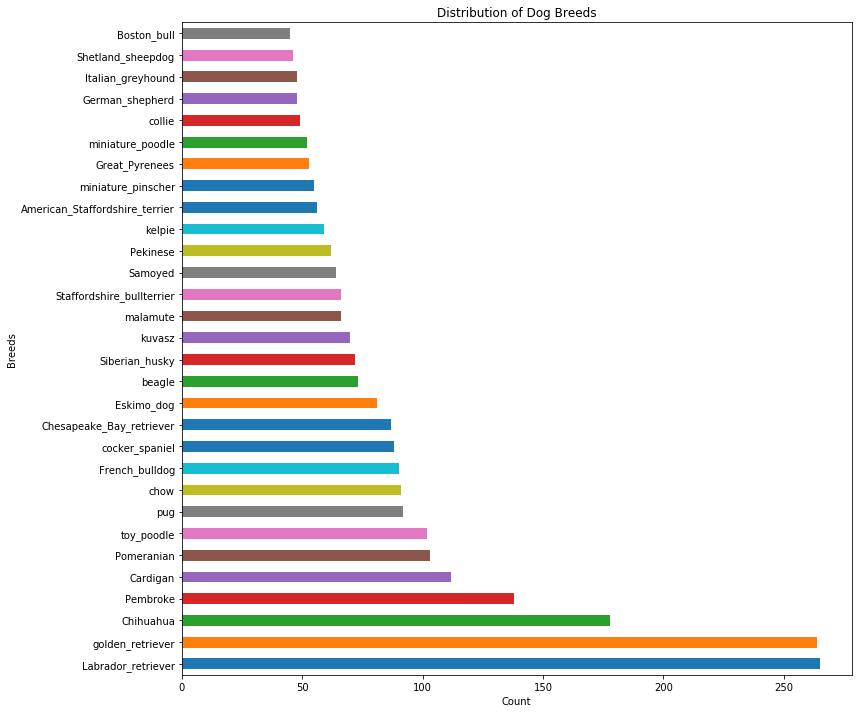 Distribution of Dog Breeds
Boston_bull
Shetland_sheepdog
Italian_greyhound
German_shepherd
collie
miniature_poodle
Great_Pyrenees
miniature_pinscher
American_Staffordshire_terrier
kelpie
Pekinese
Samoyed
Staffordshire_bullterrier
malamute
kuvasz
Siberian_husky
beagle
Eskimo_dog
Chesapeake_Bay_retriever
cocker_spaniel
French_bulldog
chow
pug
toy_poodle
Pomeranian
Cardigan
Pembroke
Chihuahua
golden_retriever
Labrador_retriever
Breeds
0 50 100 150 200 250
Count